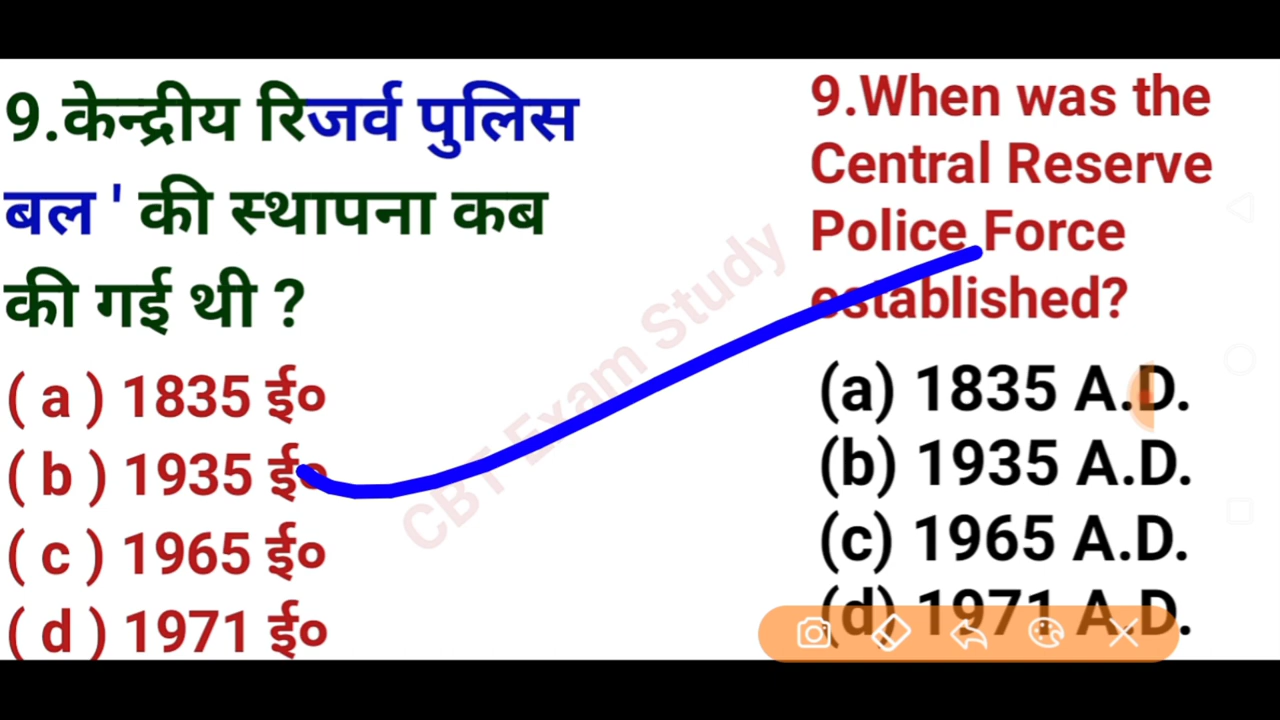 9.केन्द्रीय रिजर्व पुलिस
बल ' की स्थापना कब
की गई थी ?
( a ) 1835 ई०
( b ) 1935 ई०
( c ) 1965 ई०
( d ) 1971 ई०
9.When was the
Central Reserve
Police Force
established?
(a) 1835 A.D.
(b) 1935 A.D.
(c) 1965 A.D.
(d) 1971 A.D.
CBT Exam Study